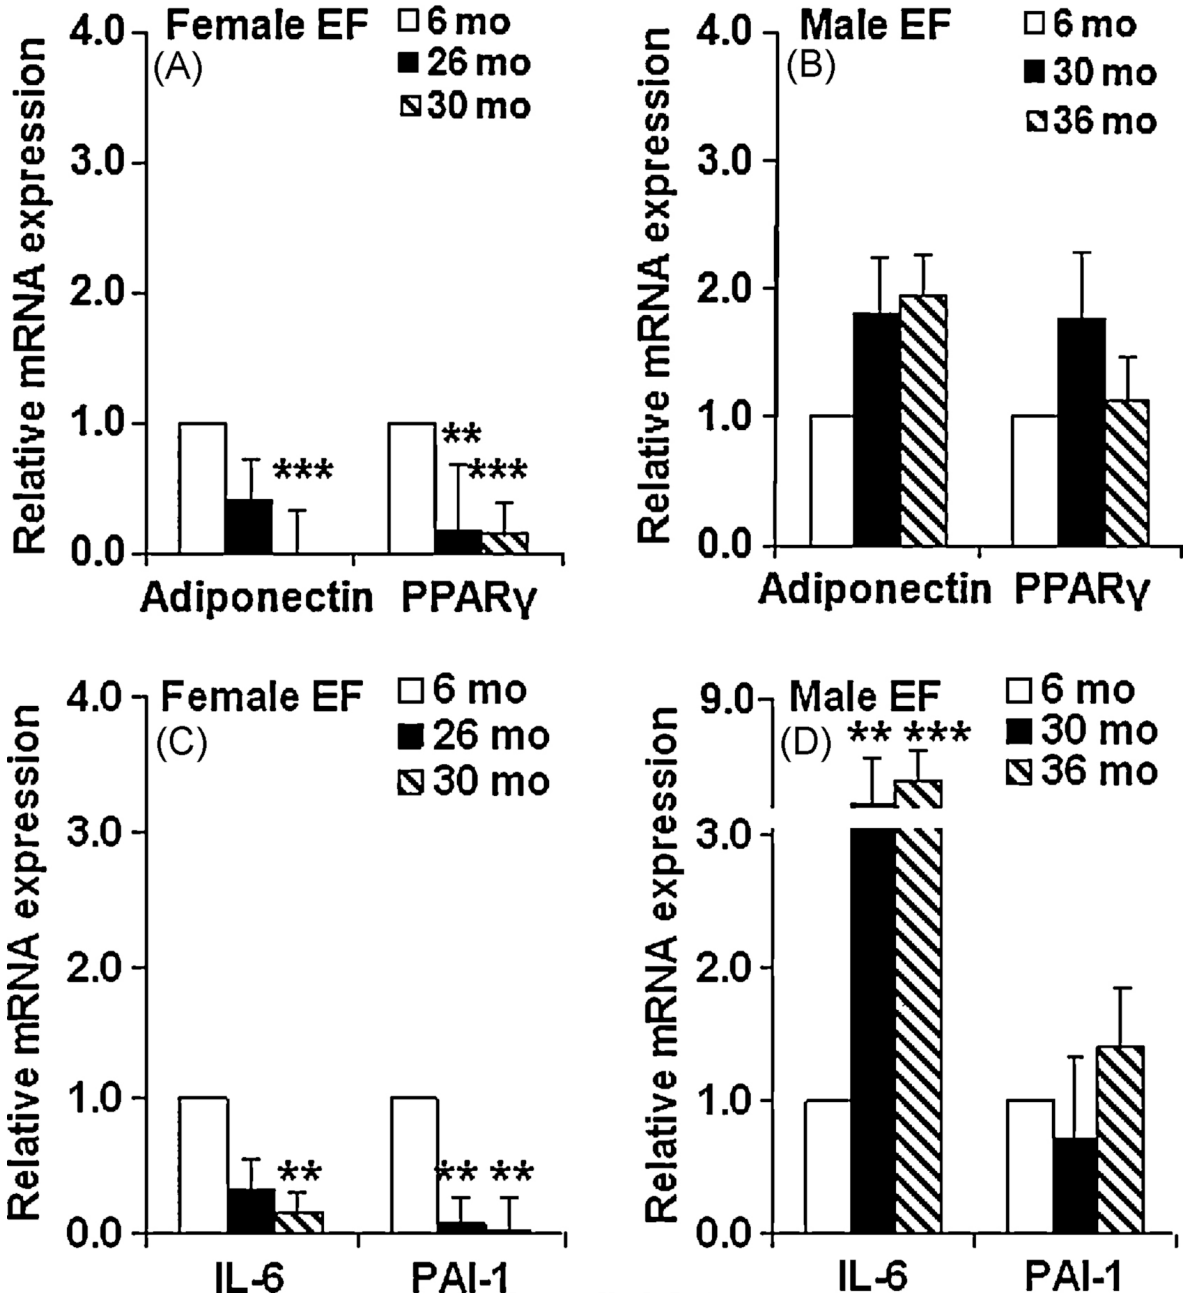 Relative mRNA expression
4.0
3.0
2.0
1.0
0.0
Female EF
(A)
6 mo
26 mo
30 mo
***
**
***
Adiponectin PPARγ
Relative mRNA expression
4.0
3.0
2.0
1.0
0.0
Male EF
(B)
6 mo
30 mo
36 mo
Adiponectin PPARγ
Relative mRNA expression
4.0
3.0
2.0
1.0
0.0
Female EF
(C)
6 mo
26 mo
30 mo
**
** **
IL-6 PAI-1
Relative mRNA expression
9.0
3.0
2.0
1.0
0.0
Male EF
(D)
6 mo
30 mo
36 mo
** ***
IL-6 PAI-1